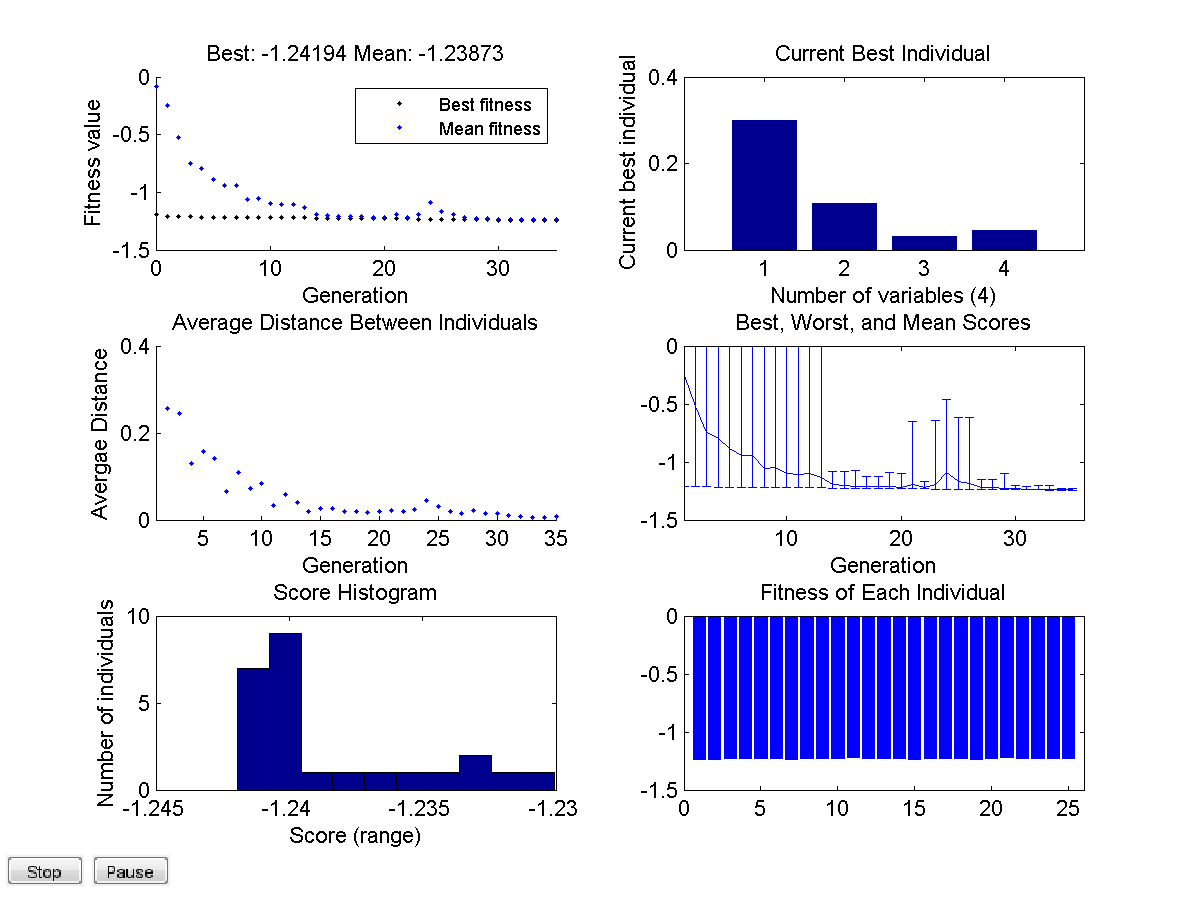 Best: -1.24194 Mean: -1.23873
0
-0.5
-1
-1.5
Fitness value
Best fitness
Mean fitness
0 10 20 30
Generation
Current Best Individual
0.4
0.2
0
Current best individual
1 2 3 4
Number of variables (4)
Average Distance Between Individuals
0.4
0.2
0
Avergae Distance
5 10 15 20 25 30 35
Generation
Best, Worst, and Mean Scores
0
-0.5
-1
-1.5
10 20 30
Generation
Score Histogram
10
5
0
Number of individuals
-1.245 -1.24 -1.235 -1.23
Score (range)
Fitness of Each Individual
0
-0.5
-1
-1.5
0 5 10 15 20 25
Stop Pause